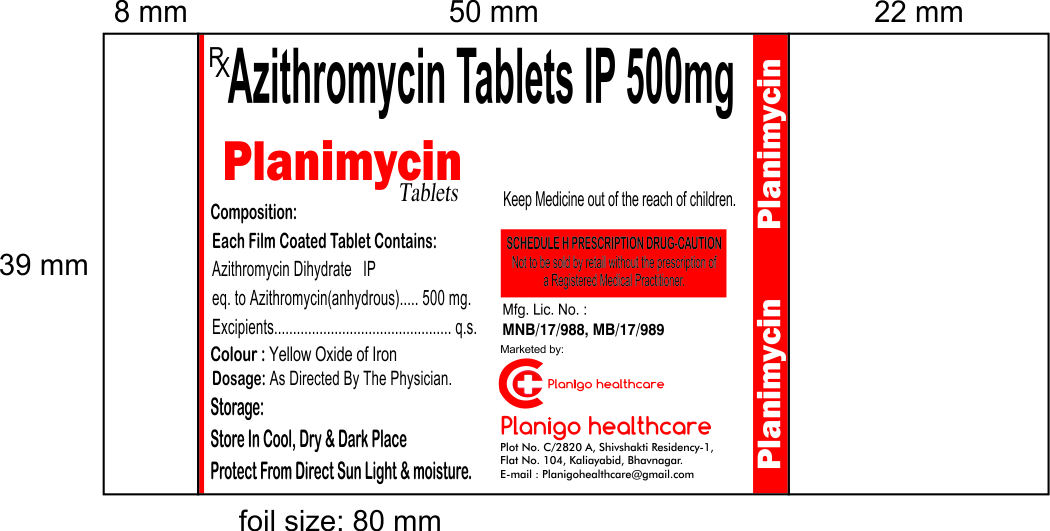 8 mm
50 mm
22 mm
39 mm
Rx Azithromycin Tablets IP 500mg
Planimycin
Tablets
Composition:
Each Film Coated Tablet Contains:
Azithromycin Dihydrate IP
eq. to Azithromycin(anhydrous)..... 500 mg.
Excipients............................................... q.s.
Colour : Yellow Oxide of Iron
Dosage: As Directed By The Physician.
Storage:
Store In Cool, Dry & Dark Place
Protect From Direct Sun Light & moisture.
Keep Medicine out of the reach of children.
SCHEDULE H PRESCRIPTION DRUG-CAUTION
Not to be sold by retail without the prescription of
a Registered Medical Practitioner.
Mfg. Lic. No. :
MNB/17/988, MB/17/989
Marketed by:
Planigo healthcare
Planigo healthcare
Plot No. C/2820 A, Shivshakti Residency-1,
Flat No. 104, Kaliayabid, Bhavnagar.
E-mail : Planigohealthcare@gmail.com
Planimycin
Planimycin
foil size: 80 mm